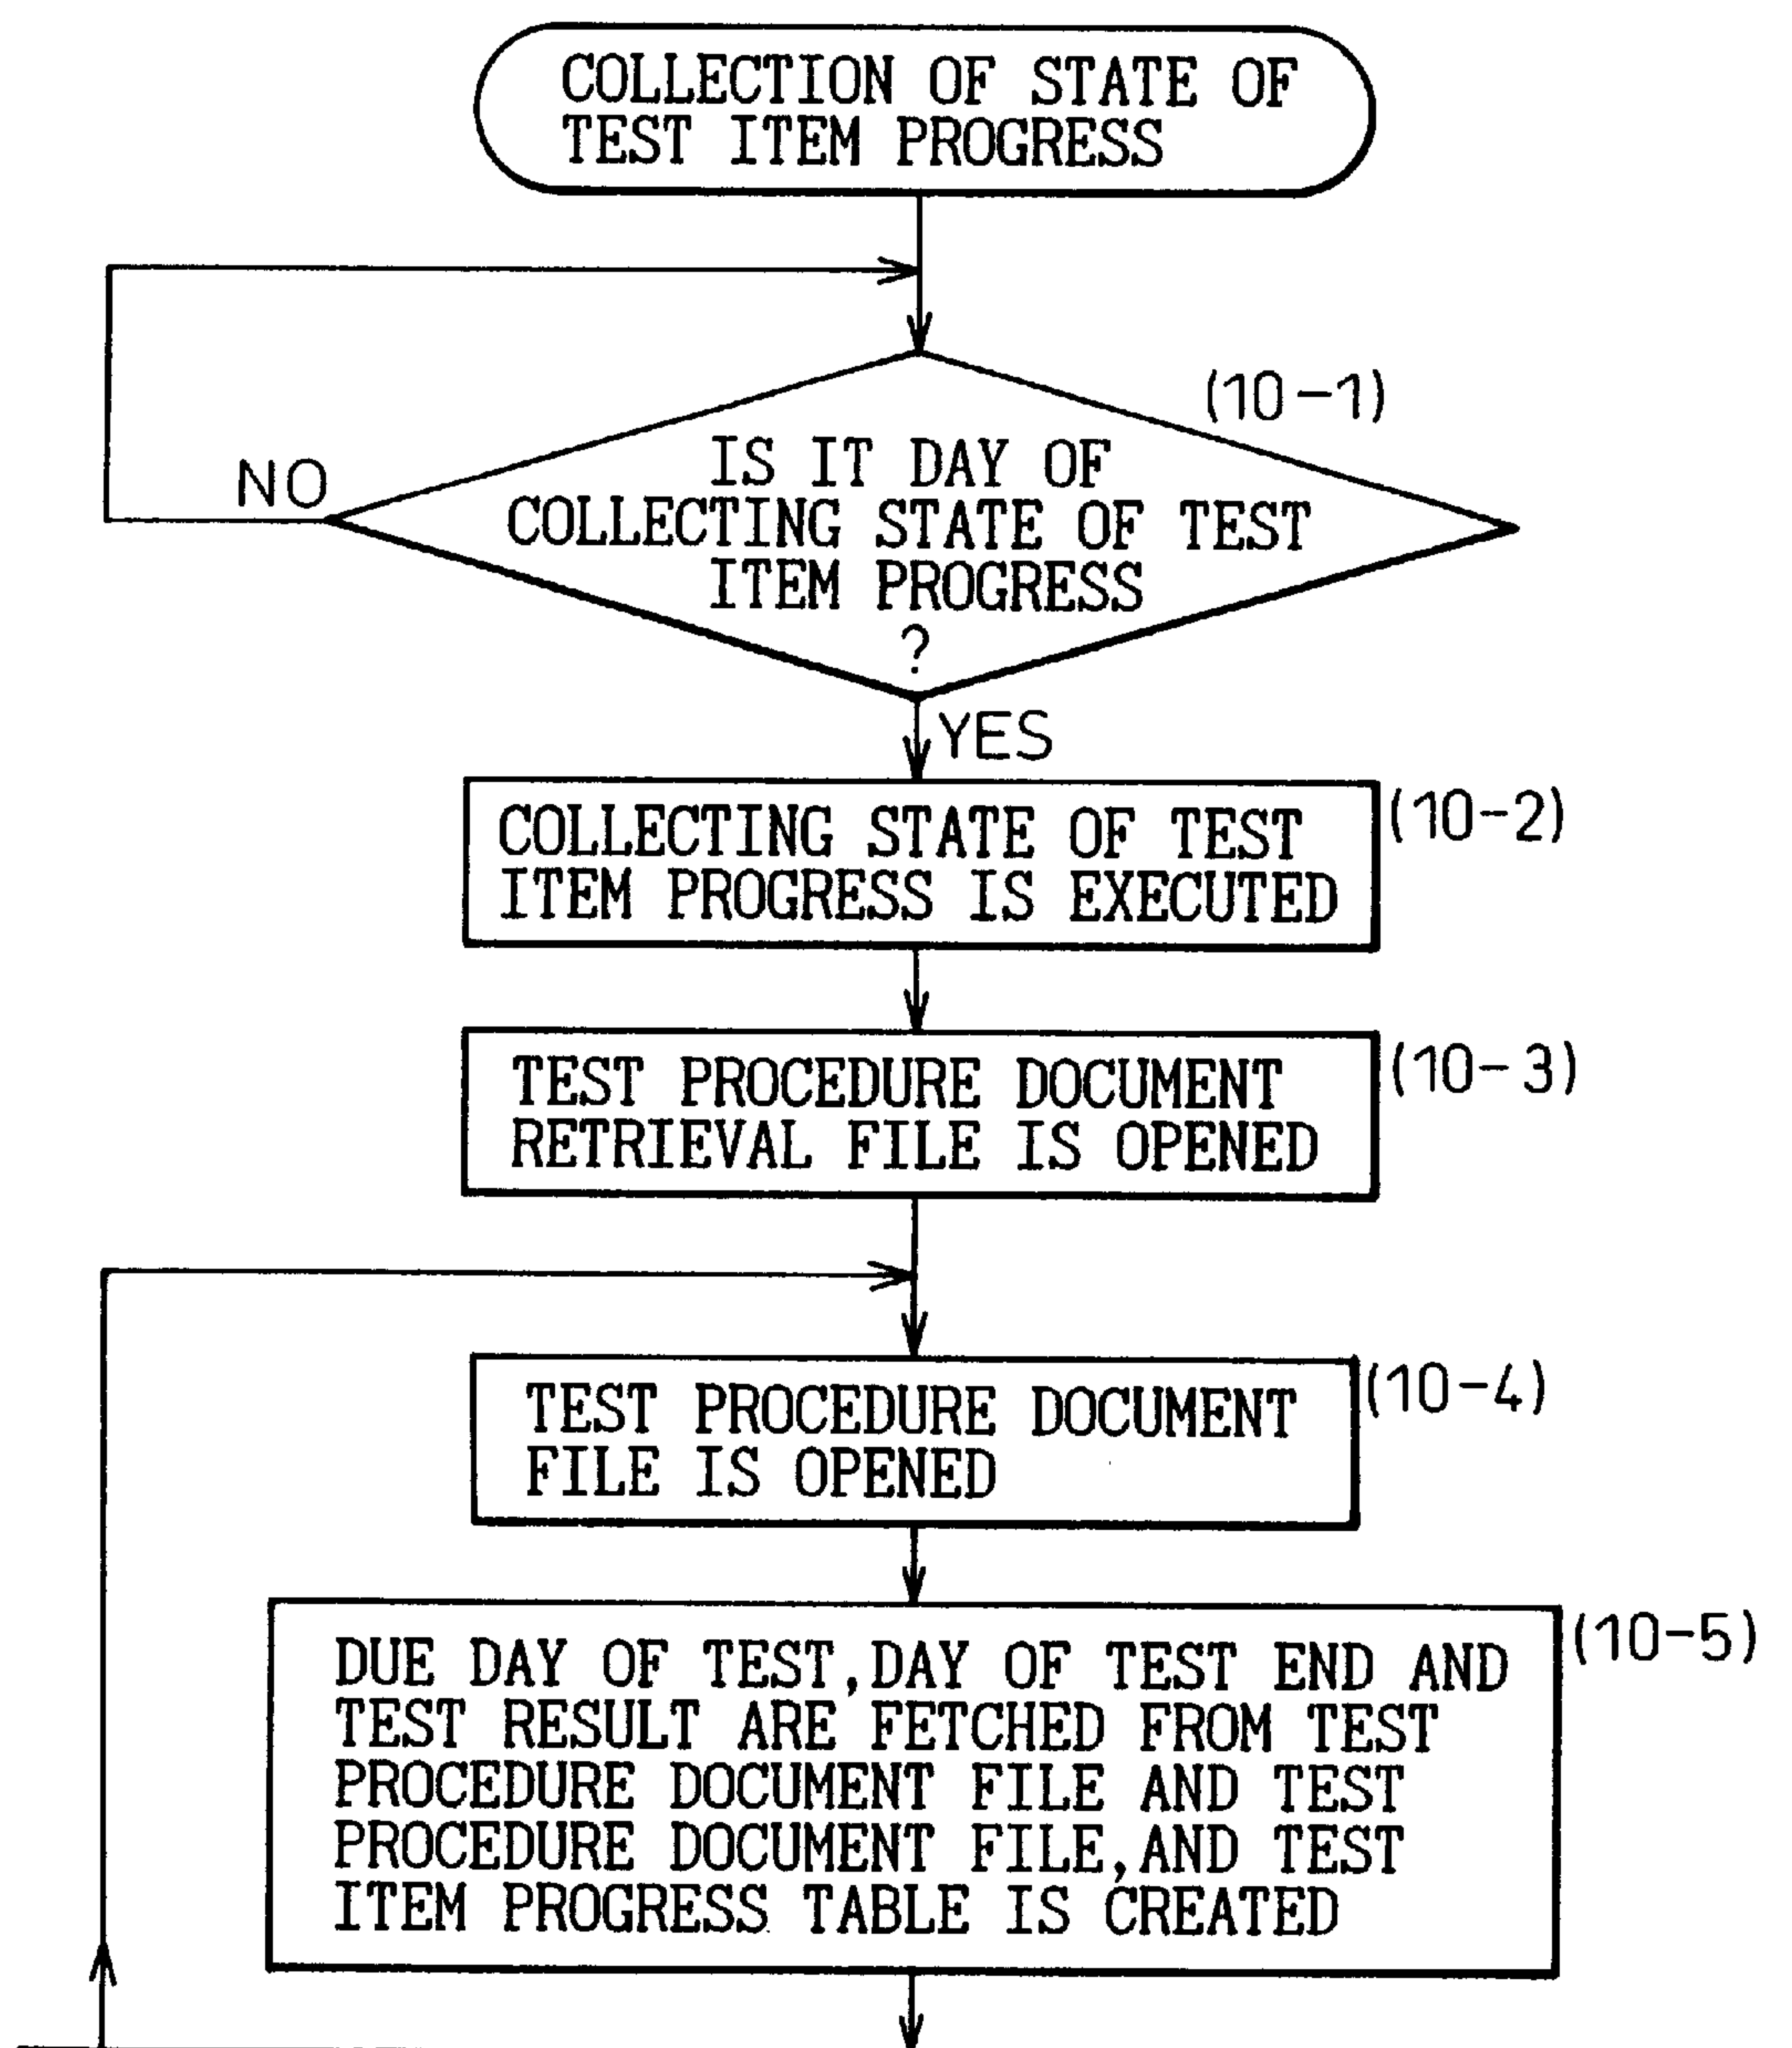 COLLECTION OF STATE OF
TEST ITEM PROGRESS
(10-1)
IS IT DAY OF
COLLECTING STATE OF TEST
ITEM PROGRESS
?
NO
YES
COLLECTING STATE OF TEST
ITEM PROGRESS IS EXECUTED
(10-2)
TEST PROCEDURE DOCUMENT
RETRIEVAL FILE IS OPENED
(10-3)
TEST PROCEDURE DOCUMENT
FILE IS OPENED
(10-4)
DUE DAY OF TEST, DAY OF TEST END AND
TEST RESULT ARE FETCHED FROM TEST
PROCEDURE DOCUMENT FILE AND TEST
PROCEDURE DOCUMENT FILE, AND TEST
ITEM PROGRESS TABLE IS CREATED
(10-5)